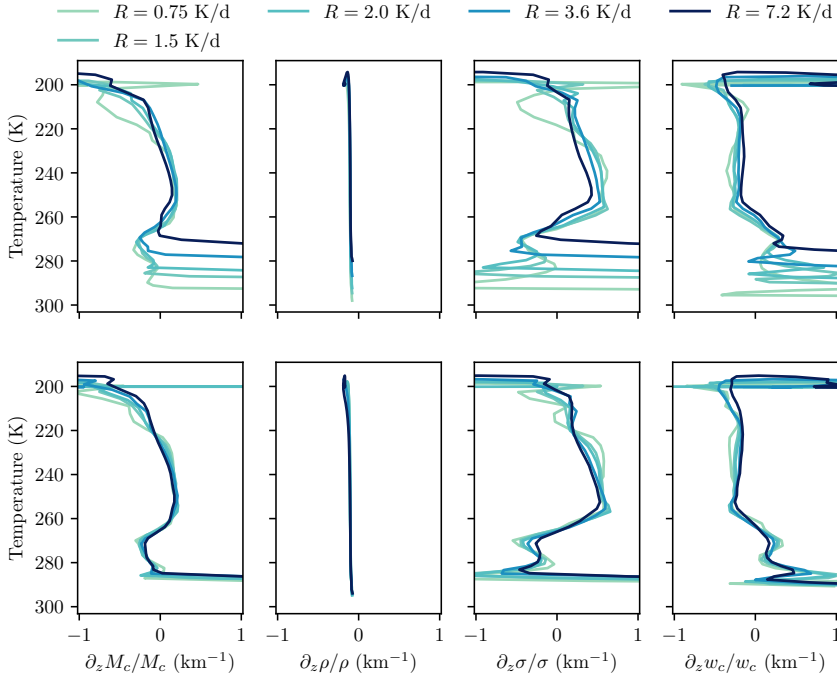 R = 0.75 K/d R = 2.0 K/d R = 3.6 K/d R = 7.2 K/d
R = 1.5 K/d
Temperature (K)
200
220
240
260
280
300
Temperature (K)
200
220
240
260
280
300
−1 0 1 −1 0 1 −1 0 1 −1 0 1
∂zMc/Mc (km−1) ∂zρ/ρ (km−1) ∂zσ/σ (km−1) ∂zwc/wc (km−1)